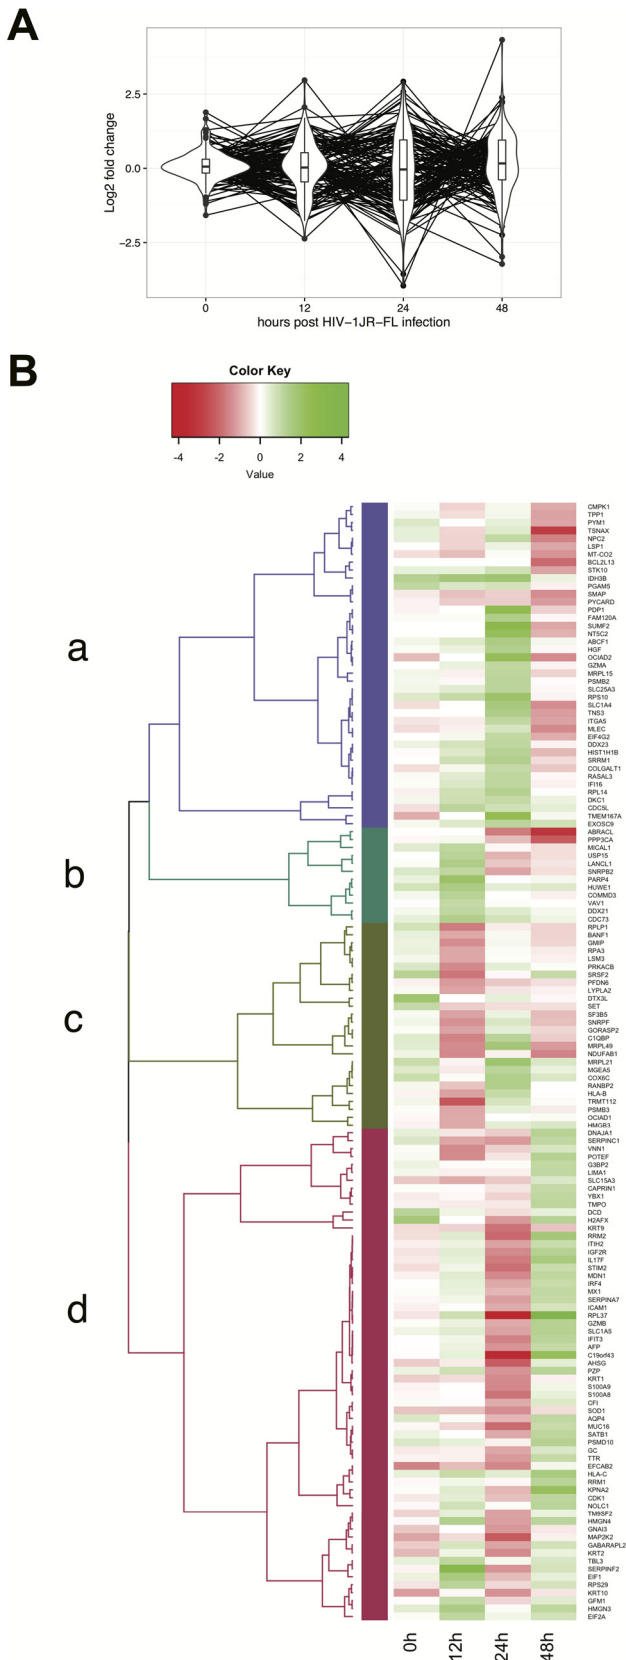 A
2.5
0.0
−2.5
Log2 fold change
0
12
24
48
hours post HIV−1JR−FL infection
B
Color Key
-4
-2
0
2
4
Value
a
b
c
d
CMPK1
TPP1
PYM1
TSNAX
NPC2
LSP1
MT-CO2
BCL2L13
STK10
IDH3B
PGAM5
SMAP
PYCARD
PDP1
FAM120A
SUMF2
NT5C2
ABCF1
HGF
OCIAD2
GZMA
MRPL15
PSMB2
SLC25A3
RPS10
SLC1A4
TNS3
ITGA5
MLEC
EIF4G2
DDX23
HIST1H1B
SRRM1
COLGALT1
RASAL3
IFI16
RPL14
DKC1
CDC5L
TMEM167A
EXOSC9
ABRACL
PPP3CA
MICAL1
USP15
LANCL1
SNRPB2
PARP4
HUWE1
COMMD3
VAV1
DDX21
CDC73
RPLP1
BANF1
GMIP
RPA3
LSM3
PRKACB
SRSF2
PFDN6
LYPLA2
DTX3L
SET
SF3B5
SNRPF
GORASP2
C1QBP
MRPL49
NDUFAB1
MRPL21
MGEA5
COX6C
RANBP2
HLA-B
TRMT112
PSMB3
OCIAD1
HMGB3
DNAJA1
SERPINC1
VNN1
POTEF
G3BP2
LIMA1
SLC15A3
CAPRIN1
YBX1
TMPO
DCD
H2AFX
KRT9
RRM2
ITIH2
IGF2R
IL17F
STIM2
MDN1
IRF4
MX1
SERPINA7
ICAM1
RPL37
GZMB
SLC1A5
IFIT3
AFP
C19orf43
AHSG
PZP
KRT1
S100A9
S100A8
CFI
SOD1
AQP4
MUC16
SATB1
PSMD10
GC
TTR
EFCAB2
HLA-C
RRM1
KPNA2
CDK1
NOLC1
TM9SF2
HMGN4
GNAI3
MAP2K2
GABARAPL2
KRT2
TBL3
SERPINF2
EIF1
RPS29
KRT10
GFM1
HMGN3
EIF2A
0h
12h
24h
48h